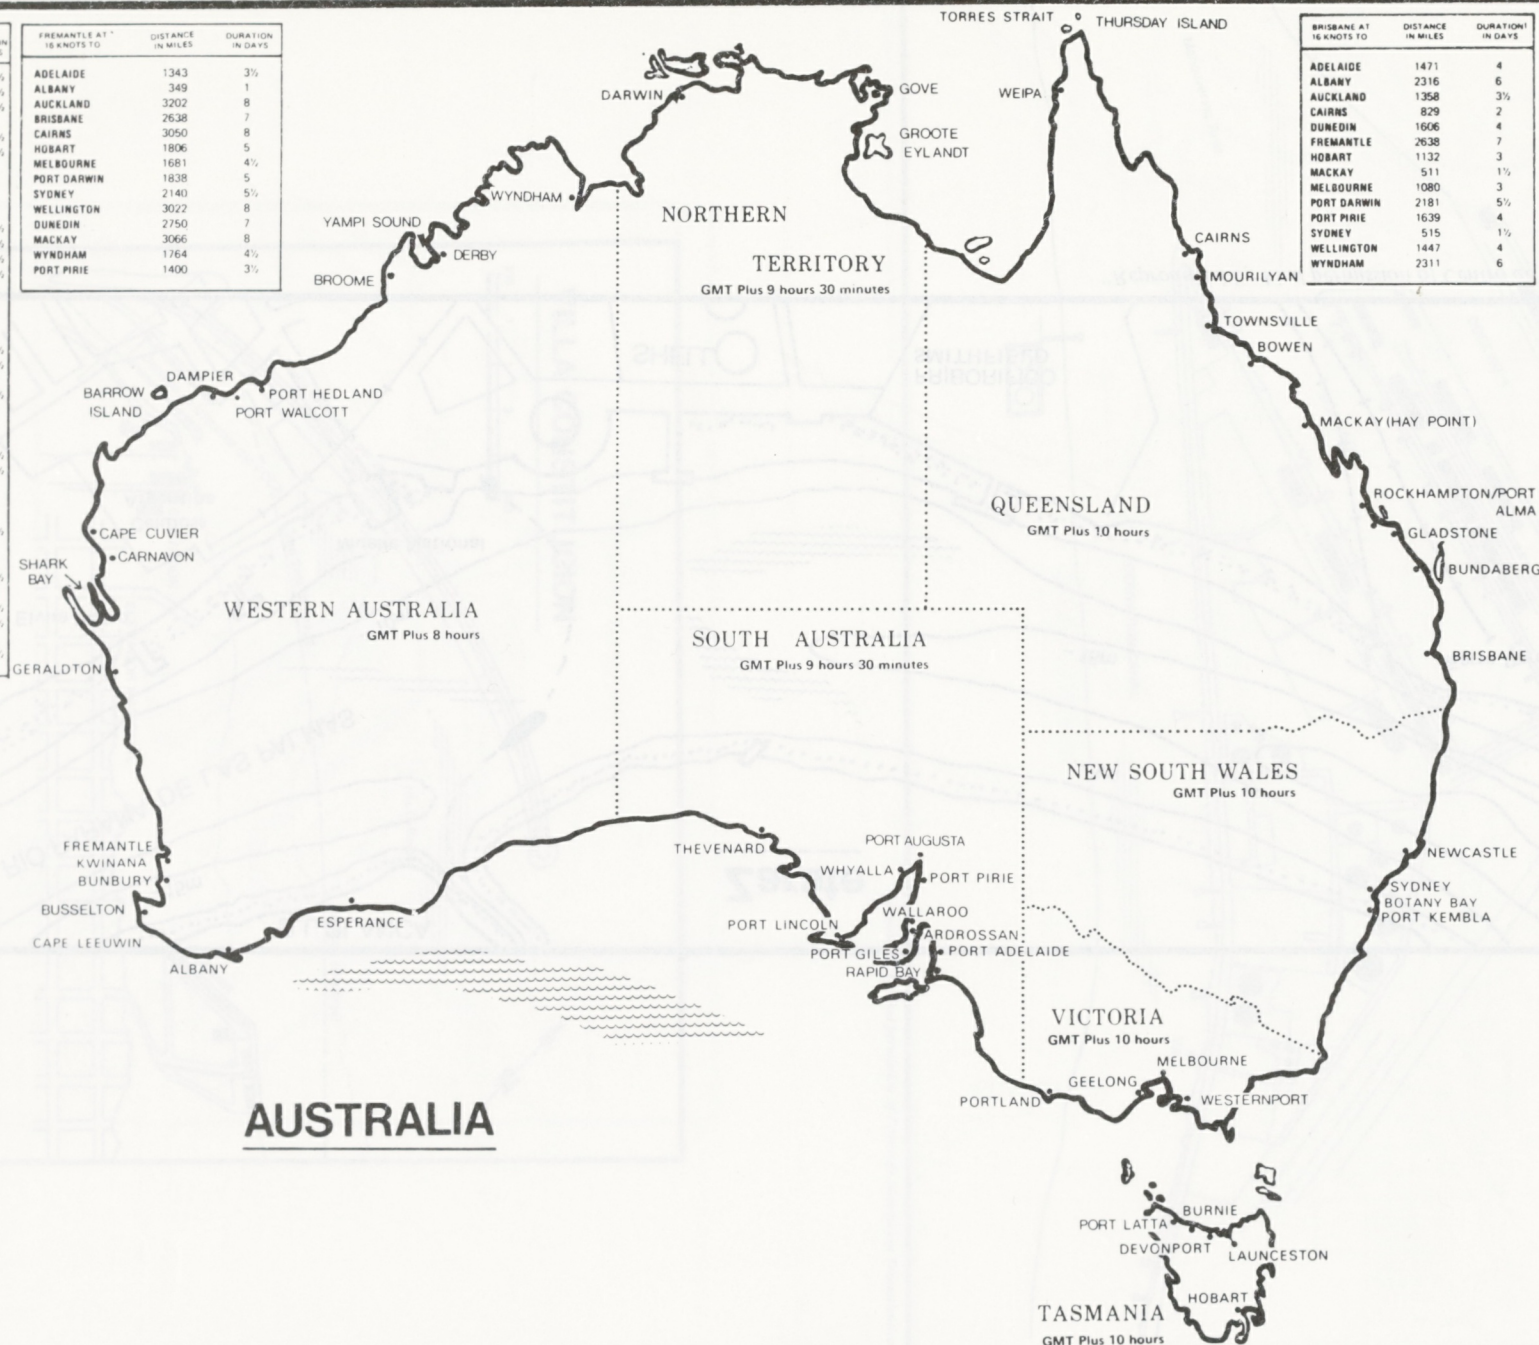 FREMANTLE AT 16 KNOTS TO DISTANCE IN MILES DURATION IN DAYS
ADELAIDE 1343 3½
ALBANY 349 1
AUCKLAND 3202 8
BRISBANE 2638 7
CAIRNS 3050 8
HOBART 1806 5
MELBOURNE 1681 4½
PORT DARWIN 1838 5
SYDNEY 2140 5½
WELLINGTON 3022 8
DUNEDIN 2750 7
MACKAY 3066 8
WYNDHAM 1764 4½
PORT PIRIE 1400 3½
BRISBANE AT 16 KNOTS TO DISTANCE IN MILES DURATION IN DAYS
ADELAIDE 1471 4
ALBANY 2316 6
AUCKLAND 1358 3½
CAIRNS 829 2
DUNEDIN 1606 4
FREMANTLE 2638 7
HOBART 1132 3
MACKAY 511 1½
MELBOURNE 1080 3
PORT DARWIN 2181 5½
PORT PIRIE 1639 4
SYDNEY 515 1½
WELLINGTON 1447 4
WYNDHAM 2311 6
TORRES STRAIT
THURSDAY ISLAND
DARWIN
GOVE
WEIPA
GROOTE
EYLANDT
WYNDHAM
NORTHERN
TERRITORY
GMT Plus 9 hours 30 minutes
YAMPI SOUND
DERBY
BROOME
CAIRNS
MOURILYAN
TOWNSVILLE
BOWEN
DAMPIER
BARROW
ISLAND
PORT HEDLAND
PORT WALCOTT
MACKAY (HAY POINT)
QUEENSLAND
GMT Plus 10 hours
ROCKHAMPTON/PORT
ALMA
GLADSTONE
BUNDABERG
CAPE CUVIER
CARNAVON
SHARK
BAY
WESTERN AUSTRALIA
GMT Plus 8 hours
SOUTH AUSTRALIA
GMT Plus 9 hours 30 minutes
GERALDTON
BRISBANE
NEW SOUTH WALES
GMT Plus 10 hours
FREMANTLE
KWINANA
BUNBURY
BUSSELTON
CAPE LEEUWIN
ALBANY
ESPERANCE
THEVENARD
PORT AUGUSTA
WHYALLA
PORT PIRIE
WALLAROO
PORT LINCOLN
ARDROSSAN
PORT GILES
PORT ADELAIDE
RAPID BAY
NEWCASTLE
SYDNEY
BOTANY BAY
PORT KEMBLA
VICTORIA
GMT Plus 10 hours
MELBOURNE
GEELONG
PORTLAND
WESTERNPORT
AUSTRALIA
BURNIE
PORT LATTA
DEVONPORT
LAUNCESTON
HOBART
TASMANIA
GMT Plus 10 hours